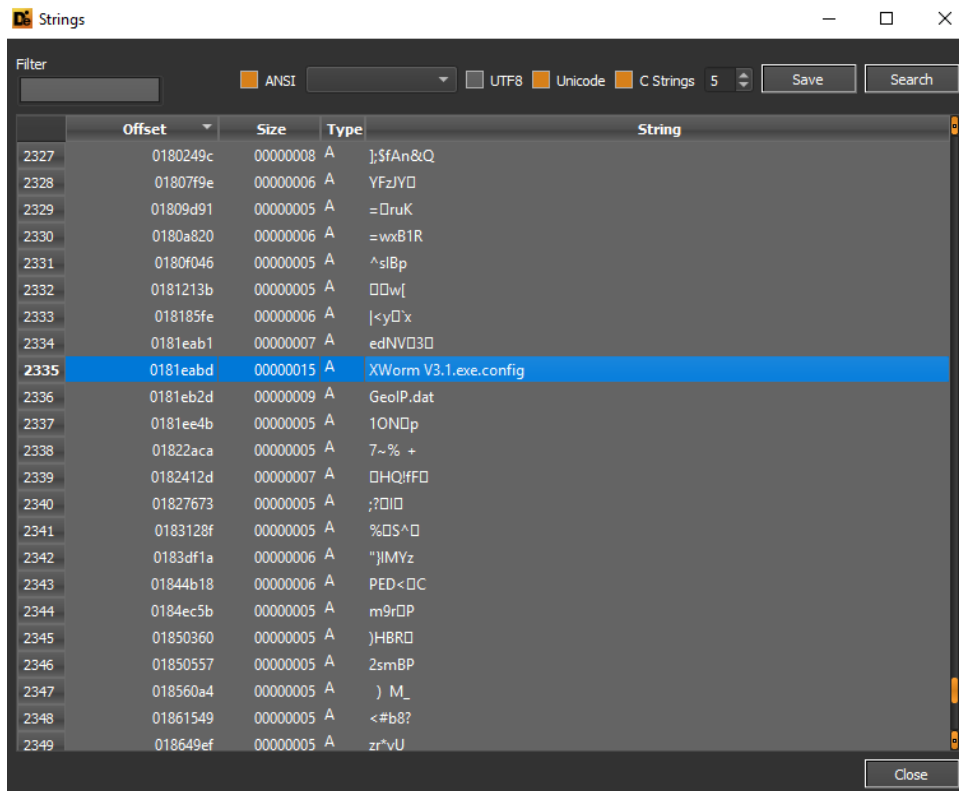 De Strings
Filter
ANSI UTF8 Unicode C Strings 5 Save Search
Offset Size Type String
2327 0180249c 00000008 A ];$fAn&Q
2328 01807f9e 00000006 A YFzJY□
2329 01809d91 00000005 A =□ruK
2330 0180a820 00000006 A =wxB1R
2331 0180f046 00000005 A ^slBp
2332 0181213b 00000005 A □□w[
2333 018185fe 00000006 A |<y□`x
2334 0181eab1 00000007 A edNV□3□
2335 0181eabd 00000015 A XWorm V3.1.exe.config
2336 0181eb2d 00000009 A GeoIP.dat
2337 0181ee4b 00000005 A 1ON□p
2338 01822aca 00000005 A 7~% +
2339 0182412d 00000007 A □HQ!fF□
2340 01827673 00000005 A ;?□I□
2341 0183128f 00000005 A %□S^□
2342 0183df1a 00000006 A "}IMYz
2343 01844b18 00000006 A PED<□C
2344 0184ec5b 00000005 A m9r□P
2345 01850360 00000005 A )HBR□
2346 01850557 00000005 A 2smBP
2347 018560a4 00000005 A ) M_
2348 01861549 00000005 A <#b8?
2349 018649ef 00000005 A zr*vU
Close